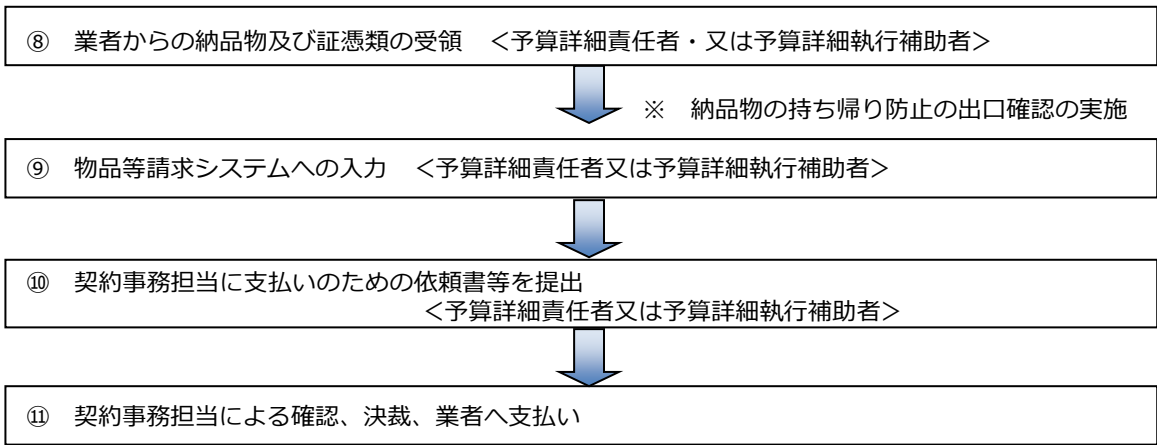 ⑧ 業者からの納品物及び証憑類の受領 <予算詳細責任者・又は予算詳細執行補助者>
※ 納品物の持ち帰り防止の出口確認の実施
⑨ 物品等請求システムへの入力 <予算詳細責任者又は予算詳細執行補助者>
⑩ 契約事務担当に支払いのための依頼書等を提出
<予算詳細責任者又は予算詳細執行補助者>
⑪ 契約事務担当による確認、決裁、業者へ支払い